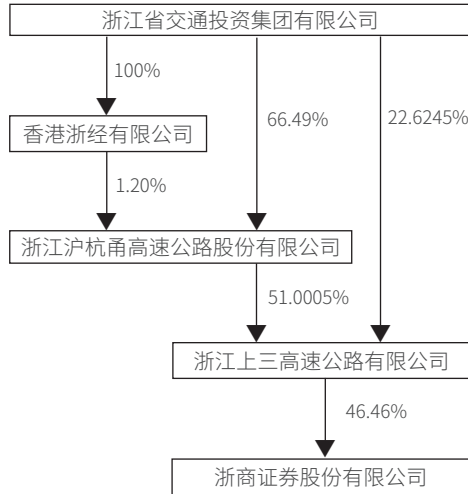 浙江省交通投资集团有限公司
100%
66.49%
22.6245%
香港浙经有限公司
1.20%
浙江沪杭甬高速公路股份有限公司
51.0005%
浙江上三高速公路有限公司
46.46%
浙商证券股份有限公司